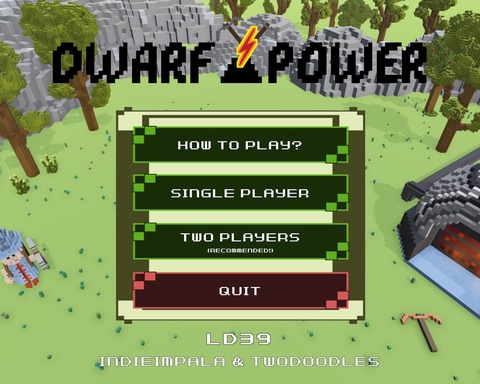 DWARF POWER
HOW TO PLAY?
SINGLE PLAYER
TWO PLAYERS
(RECOMMENDED!)
QUIT
LD39
INDIEIMPALA & TWODOODLES